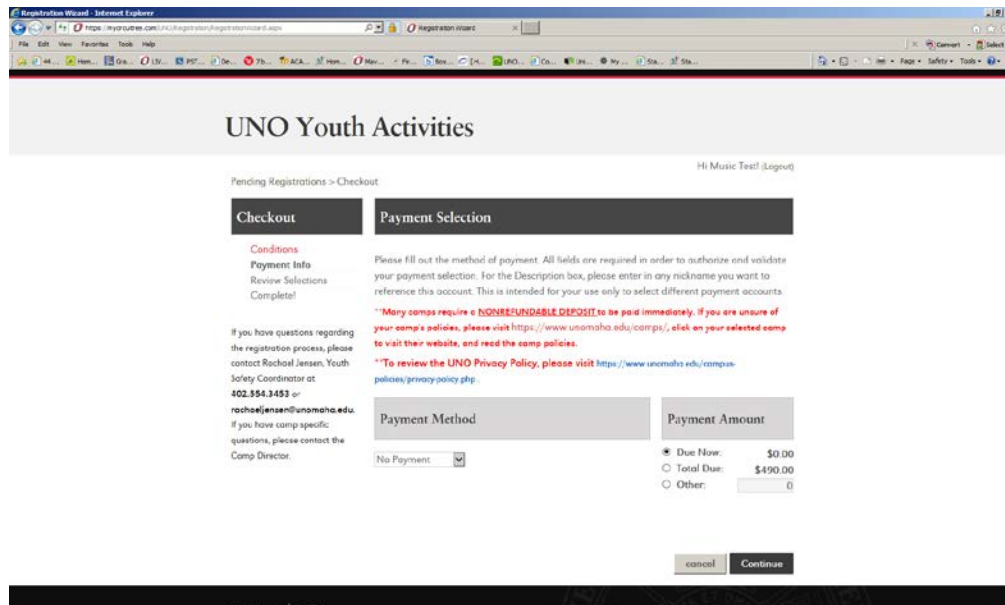 Registration Wizard - Internet Explorer
Registration Wizard
File Edit View Favorites Tools Help
Convert Select
Page Safety Tools
UNO Youth Activities
Hi Music Test! (Logout)
Pending Registrations > Checkout
Checkout
Conditions
Payment Info
Review Selections
Complete!
If you have questions regarding
the registration process, please
contact Rachael Jensen, Youth
Safety Coordinator at
402.554.3453 or
rachaeljensen@unomaha.edu.
If you have camp specific
questions, please contact the
Camp Director.
Payment Selection
Please fill out the method of payment. All fields are required in order to authorize and validate
your payment selection. For the Description box, please enter in any nickname you want to
reference this account. This is intended for your use only to select different payment accounts
**Many camps require a NONREFUNDABLE DEPOSIT to be paid immediately. If you are unsure of
your camp's policies, please visit https://www.unomaha.edu/camps/, click on your selected camp
to visit their website, and read the camp policies.
**To review the UNO Privacy Policy, please visit https://www.unomaha.edu/campus-
policies/privacy-policy.php.
Payment Method
No Payment
Payment Amount
Due Now: $0.00
Total Due: $490.00
Other: 0
cancel Continue